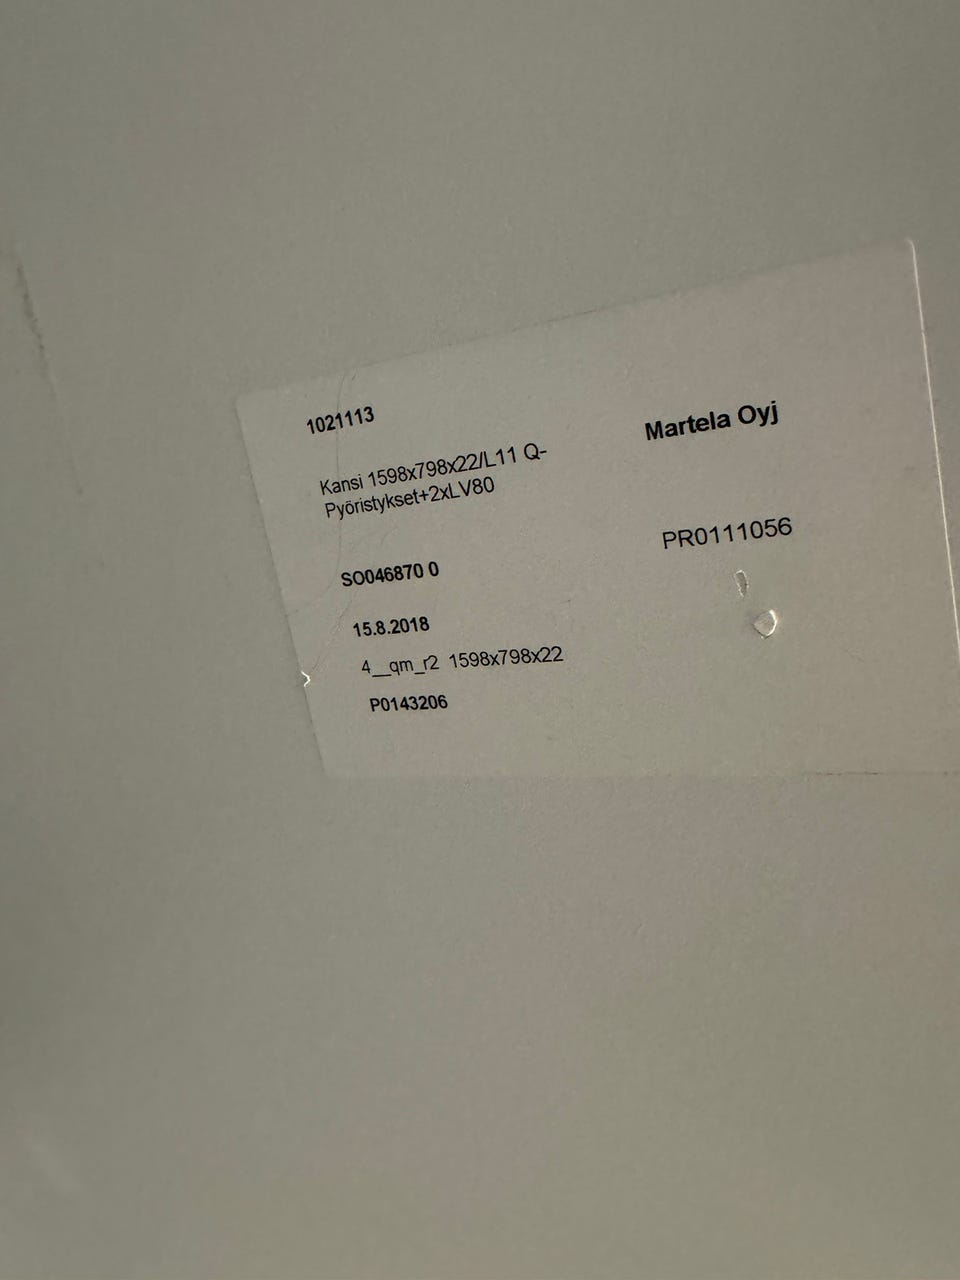 1021113
Martela Oyj
Kansi 1598x798x22/L11 Q-
Pyöristykset+2xLV80
PR0111056
SO046870 0
15.8.2018
4__qm_r2 1598x798x22
P0143206